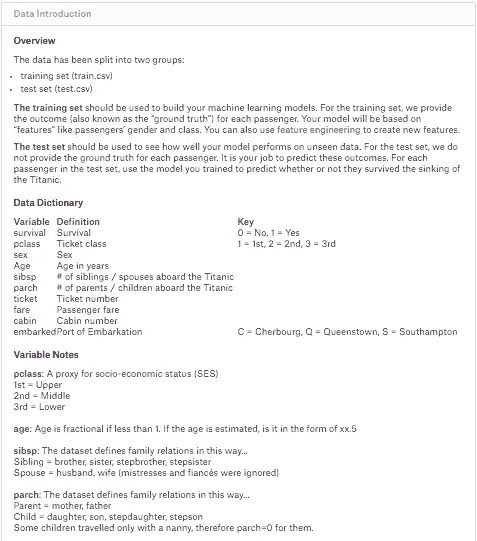 Data Introduction
Overview
The data has been split into two groups:
• training set (train.csv)
• test set (test.csv)
The training set should be used to build your machine learning models. For the training set, we provide
the outcome (also known as the “ground truth”) for each passenger. Your model will be based on
“features” like passengers’ gender and class. You can also use feature engineering to create new features.
The test set should be used to see how well your model performs on unseen data. For the test set, we do
not provide the ground truth for each passenger. It is your job to predict these outcomes. For each
passenger in the test set, use the model you trained to predict whether or not they survived the sinking of
the Titanic.
Data Dictionary
Variable Definition Key
survival Survival 0 = No, 1 = Yes
pclass Ticket class 1 = 1st, 2 = 2nd, 3 = 3rd
sex Sex
Age Age in years
sibsp # of siblings / spouses aboard the Titanic
parch # of parents / children aboard the Titanic
ticket Ticket number
fare Passenger fare
cabin Cabin number
embarked Port of Embarkation C = Cherbourg, Q = Queenstown, S = Southampton
Variable Notes
pclass: A proxy for socio-economic status (SES)
1st = Upper
2nd = Middle
3rd = Lower
age: Age is fractional if less than 1. If the age is estimated, is it in the form of xx.5
sibsp: The dataset defines family relations in this way...
Sibling = brother, sister, stepbrother, stepsister
Spouse = husband, wife (mistresses and fiancés were ignored)
parch: The dataset defines family relations in this way...
Parent = mother, father
Child = daughter, son, stepdaughter, stepson
Some children travelled only with a nanny, therefore parch=0 for them.